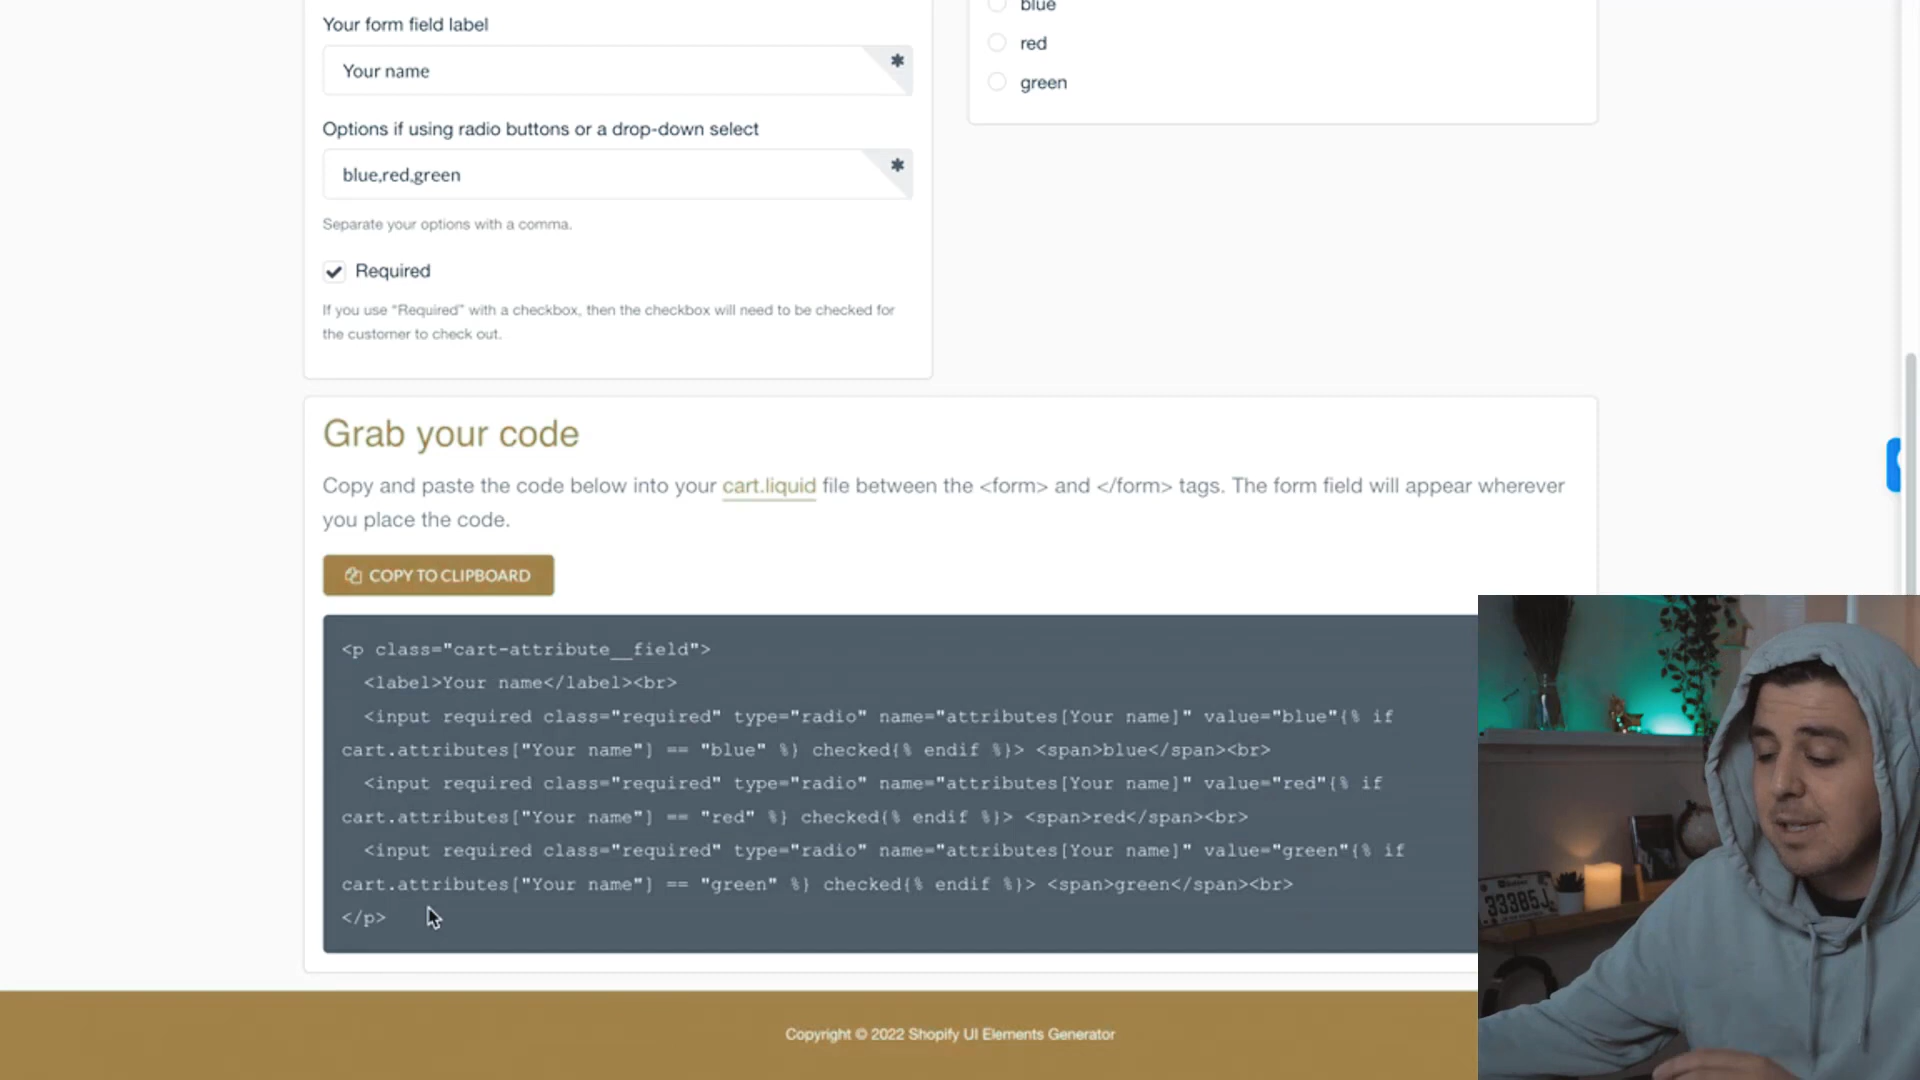 Your form field label
Your name
Options if using radio buttons or a drop-down select
blue,red,green
Separate your options with a comma.
Required
If you use "Required" with a checkbox, then the checkbox will need to be checked for
the customer to check out.
blue
red
green
Grab your code
Copy and paste the code below into your cart.liquid file between the <form> and </form> tags. The form field will appear wherever
you place the code.
COPY TO CLIPBOARD
<p class="cart-attribute__field">
<label>Your name</label><br>
<input required class="required" type="radio" name="attributes[Your name]" value="blue"{% if
cart.attributes["Your name"] == "blue" %} checked{% endif %}> <span>blue</span><br>
<input required class="required" type="radio" name="attributes[Your name]" value="red"{% if
cart.attributes["Your name"] == "red" %} checked{% endif %}> <span>red</span><br>
<input required class="required" type="radio" name="attributes[Your name]" value="green"{% if
cart.attributes["Your name"] == "green" %} checked{% endif %}> <span>green</span><br>
</p>
33385J
Copyright © 2022 Shopify UI Elements Generator